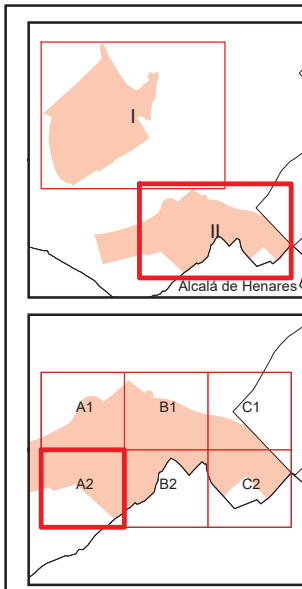 I
II
Alcalá de Henares
A1 B1 C1
A2 B2 C2